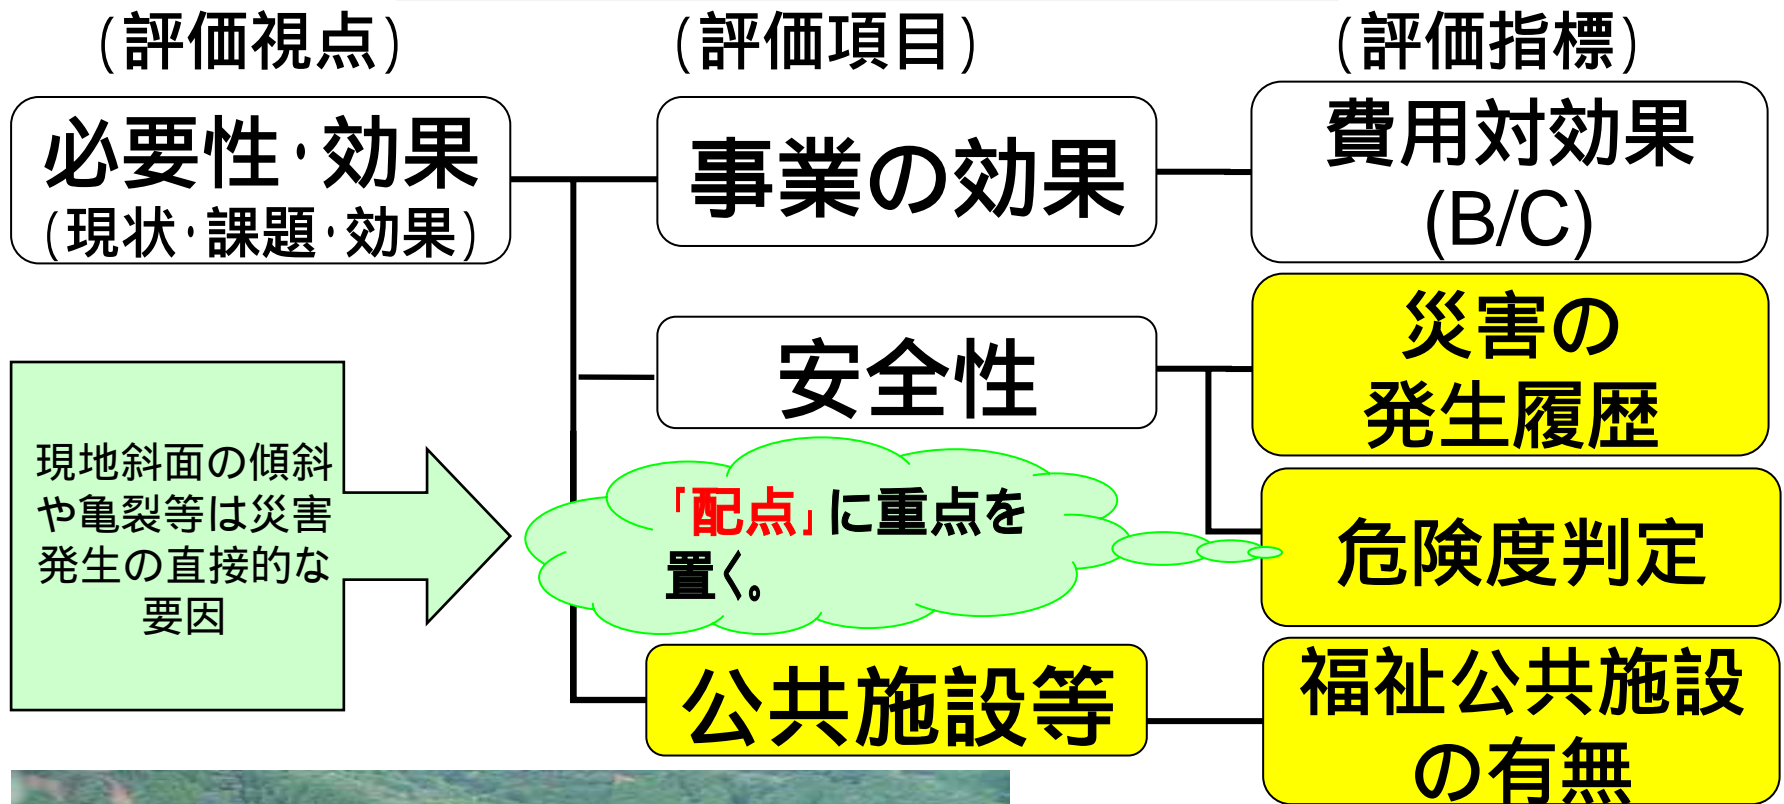 (評価視点)
(評価項目)
(評価指標)
必要性・効果
(現状・課題・効果)
事業の効果
費用対効果
(B/C)
安全性
災害の
発生履歴
危険度判定
「配点」に重点を
置く。
現地斜面の傾斜
や亀裂等は災害
発生の直接的な
要因
公共施設等
福祉公共施設
の有無